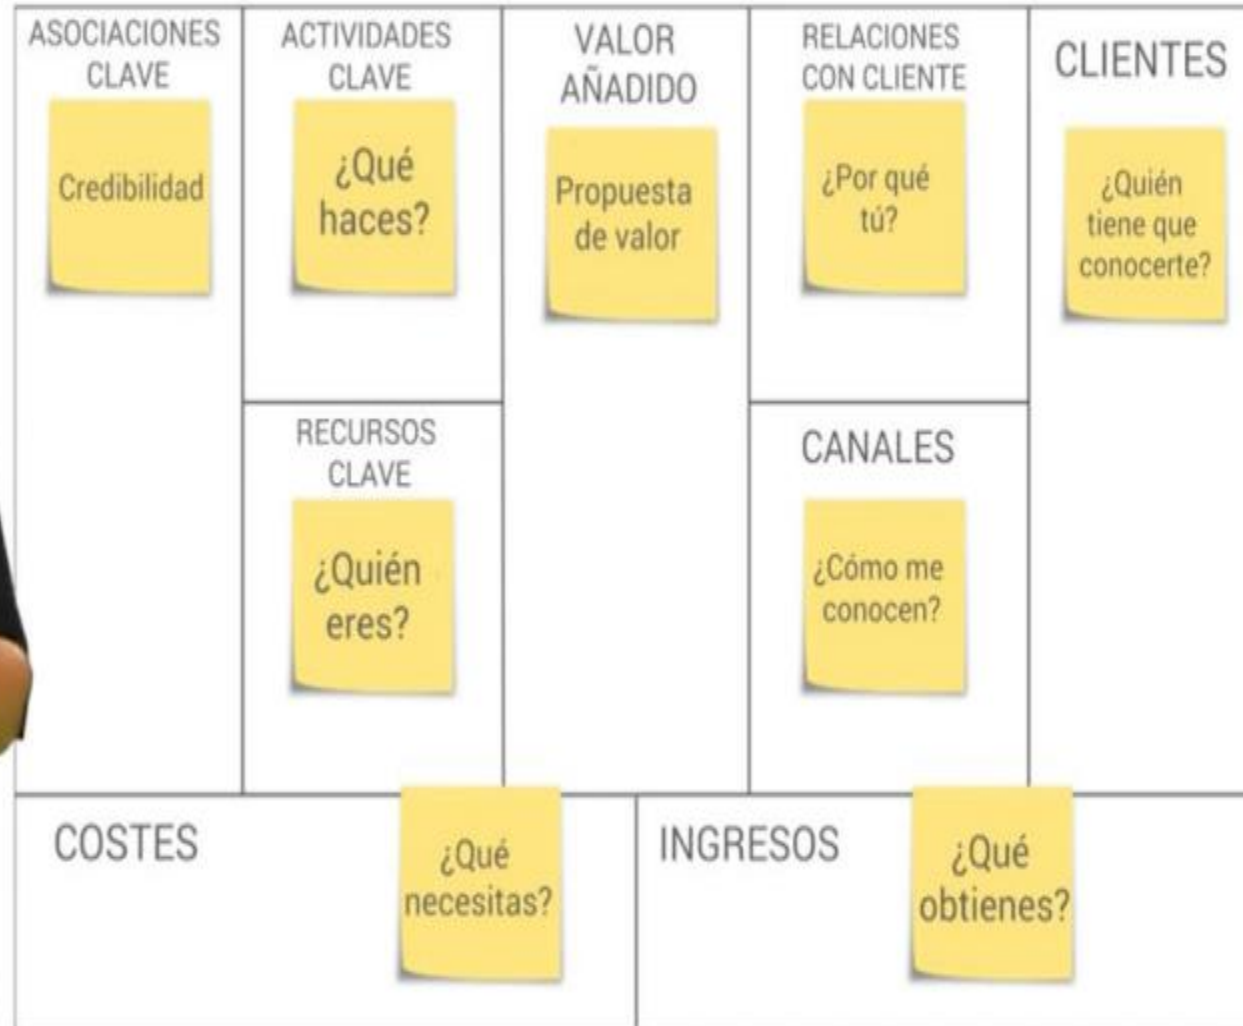 ASOCIACIONES
CLAVE
Credibilidad
ACTIVIDADES
CLAVE
¿Qué
haces?
RECURSOS
CLAVE
¿Quién
eres?
VALOR
AÑADIDO
Propuesta
de valor
RELACIONES
CON CLIENTE
¿Por qué
tú?
CANALES
¿Cómo me
conocen?
CLIENTES
¿Quién
tiene que
conocerte?
COSTES
¿Qué
necesitas?
INGRESOS
¿Qué
obtienes?